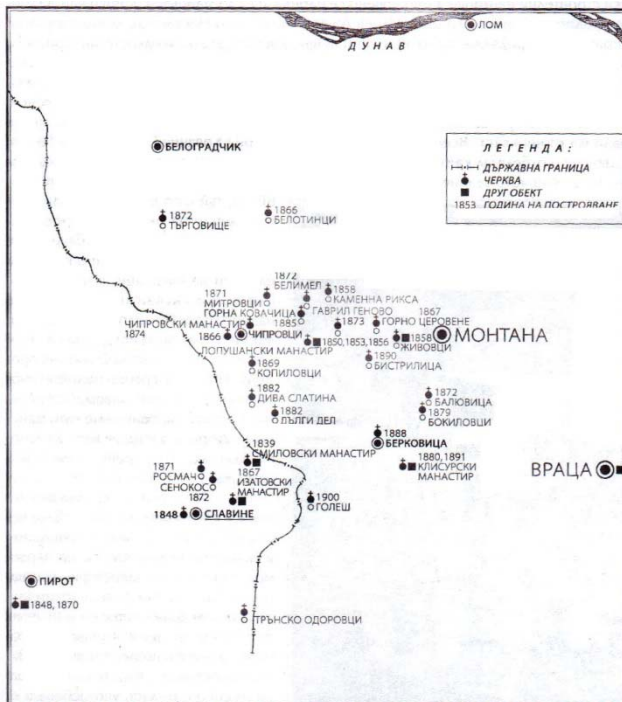 ЛОМ
ДУНАВ
БЕЛОГРАДЧИК
ЛЕГЕНДА:
ДЪРЖАВНА ГРАНИЦА
ЧЕРКВА
ДРУГ ОБЕКТ
1853 ГОДИНА НА ПОСТРОЯВАНЕ
1872
ТЪРГОВИЩЕ
1866
БЕЛОТИНЦИ
1872
БЕЛИМЕЛ
1858
КАМЕННА РИКСА
1871
МИТРОВЦИ
ГАВРИЛ ГЕНОВО
1867
ГОРНО ЦЕРОВЕНЕ
ГОРНА КОВАЧИЦА
1885
1873
ЧИПРОВСКИ МАНАСТИР
1874
1866
ЧИПРОВЦИ
1850, 1853, 1856
1858
ЖИВОВЦИ
МОНТАНА
ЛОПУШАНСКИ МАНАСТИР
1890
БИСТРИЛИЦА
1869
КОПИЛОВЦИ
1882
ДИВА СЛАТИНА
1882
ДЪЛГИ ДЕЛ
1872
БАЛЮВИЦА
1879
БОКИЛОВЦИ
1888
БЕРКОВИЦА
1839
СМИЛОВСКИ МАНАСТИР
1880, 1891
КЛИСУРСКИ
МАНАСТИР
ВРАЦА
1871
РОСМАЧ
СЕНОКОС
1872
1867
ИЗАТОВСКИ
МАНАСТИР
1900
ГОЛЕШ
1848
СЛАВИНЕ
ПИРОТ
1848, 1870
ТРЪНСКО ОДОРОВЦИ